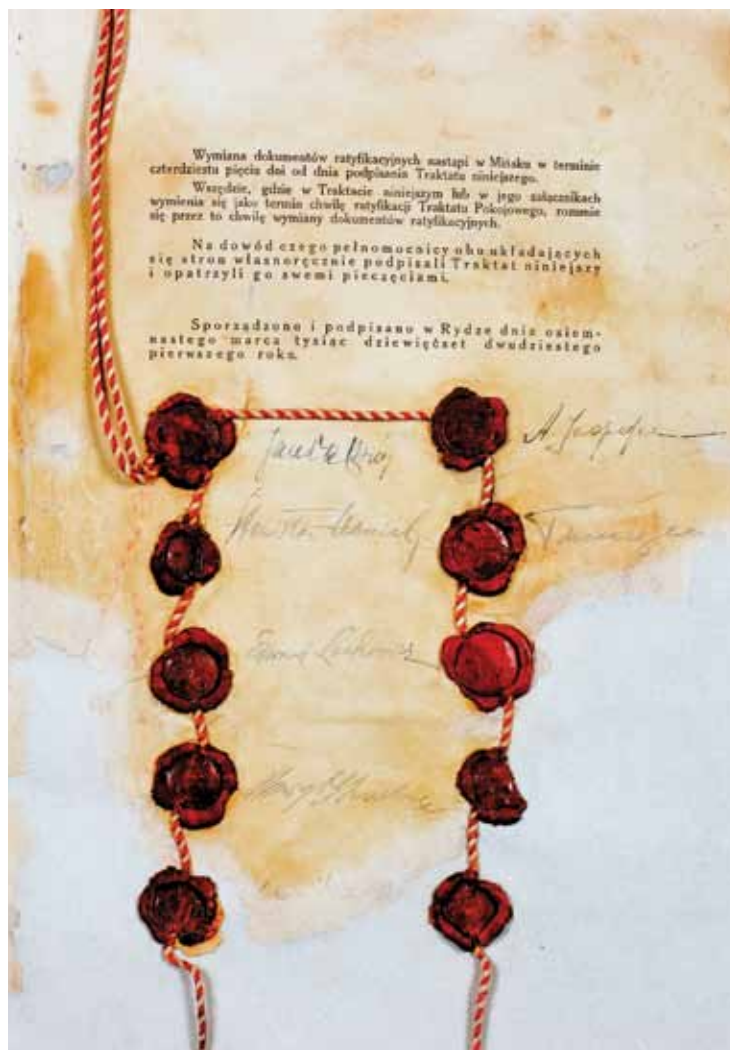 Wymiana dokumentów ratyfikacyjnych nastąpi w Mińsku w terminie
czterdziestu pięciu dni od dnia podpisania Traktatu niniejszego.
Wszędzie, gdzie w Traktacie niniejszym lub w jego załącznikach
wymienia się jako termin chwilę ratyfikacji Traktatu Pokojowego, rozumie
się przez to chwilę wymiany dokumentów ratyfikacyjnych.
Na dowód czego pełnomocnicy obu układających
się stron własnoręcznie podpisali Traktat niniejszy
i opatrzyli go swemi pieczęciami.
Sporządzono i podpisano w Rydze dnia osiem-
nastego marca tysiąc dziewięćset dwudziestego
pierwszego roku.